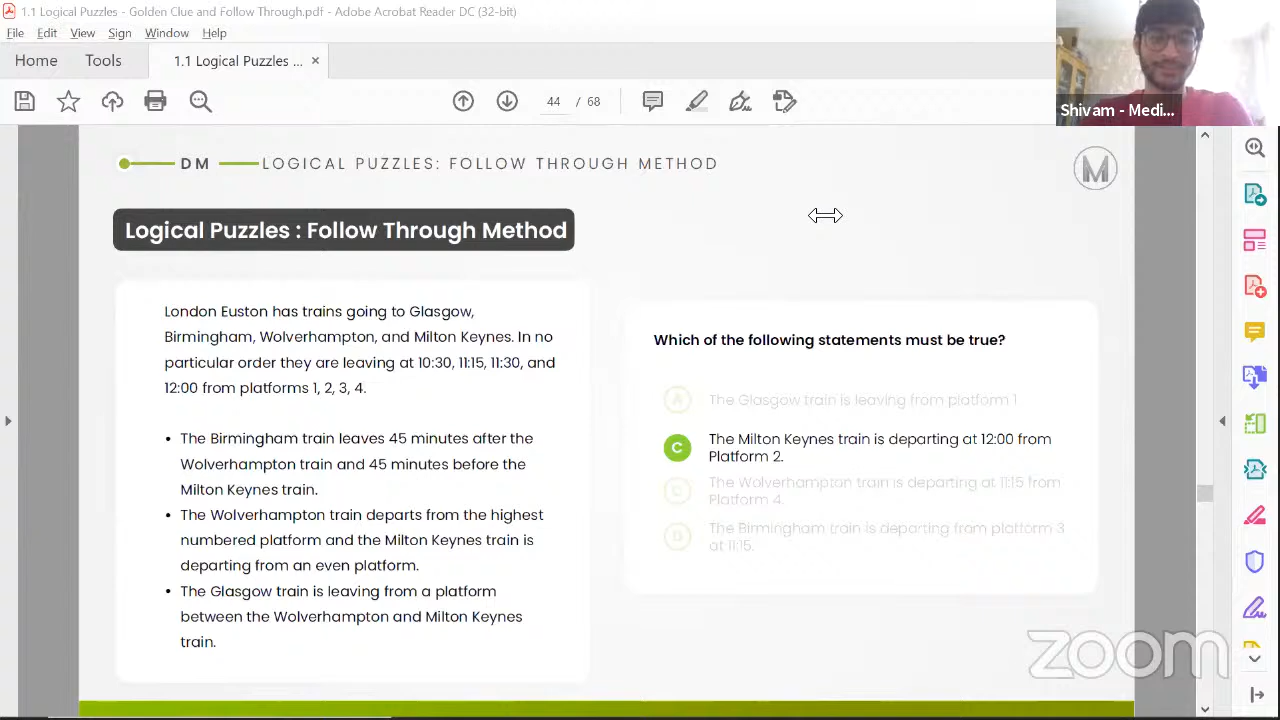 1.1 Logical Puzzles - Golden Clue and Follow Through.pdf - Adobe Acrobat Reader DC (32-bit)
File Edit View Sign Window Help
Home Tools 1.1 Logical Puzzles ... ×
44 / 68
Shivam - Medi...
DM LOGICAL PUZZLES: FOLLOW THROUGH METHOD
M
Logical Puzzles : Follow Through Method
London Euston has trains going to Glasgow,
Birmingham, Wolverhampton, and Milton Keynes. In no
particular order they are leaving at 10:30, 11:15, 11:30, and
12:00 from platforms 1, 2, 3, 4.
• The Birmingham train leaves 45 minutes after the
Wolverhampton train and 45 minutes before the
Milton Keynes train.
• The Wolverhampton train departs from the highest
numbered platform and the Milton Keynes train is
departing from an even platform.
• The Glasgow train is leaving from a platform
between the Wolverhampton and Milton Keynes
train.
Which of the following statements must be true?
A The Glasgow train is leaving from platform 1
C The Milton Keynes train is departing at 12:00 from
Platform 2.
C The Wolverhampton train is departing at 11:15 from
Platform 4.
D The Birmingham train is departing from platform 3
at 11:15.
zoom